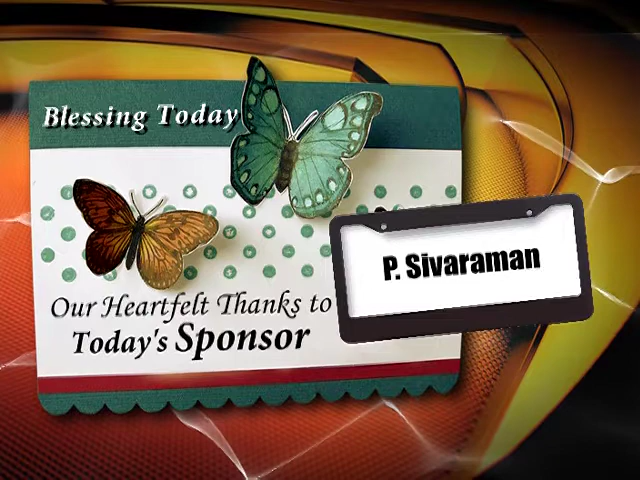 Blessing Today
Our Heartfelt Thanks to
Today's Sponsor
P. Sivaraman